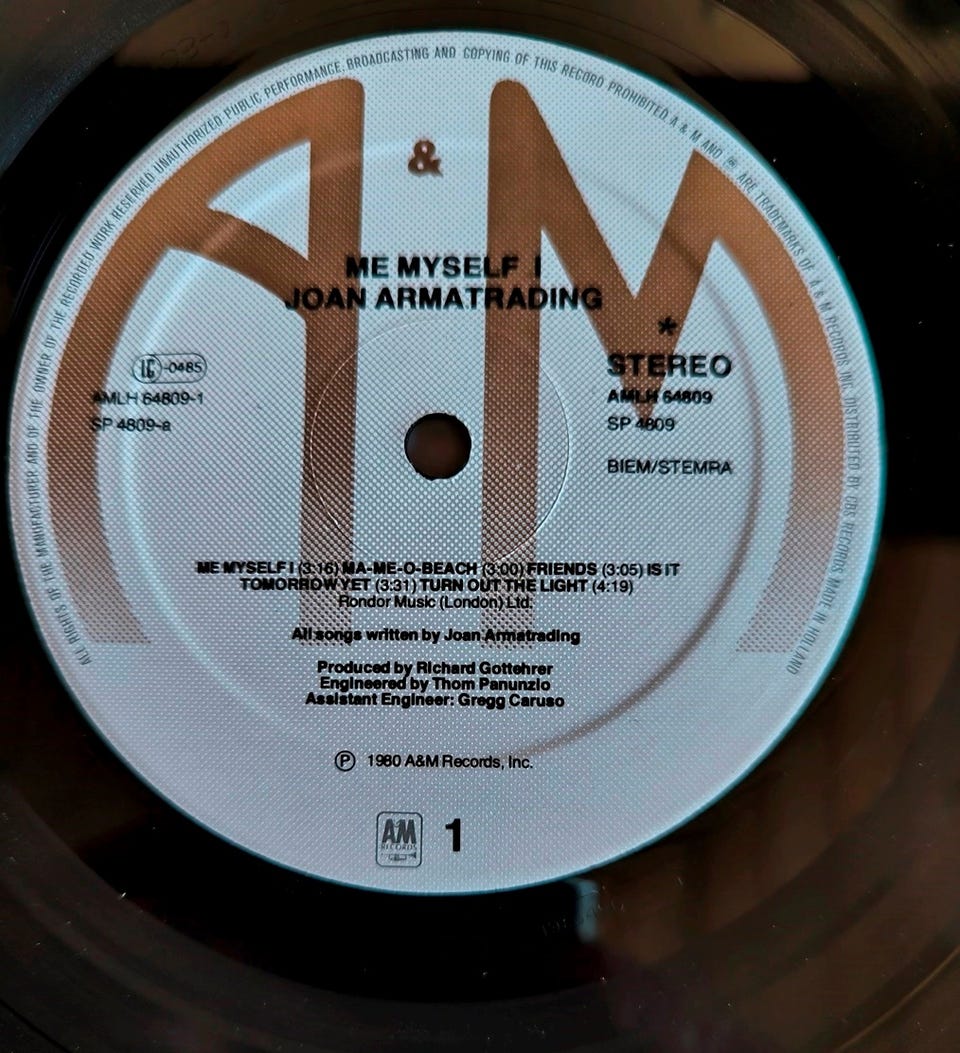 ALL RIGHTS OF THE MANUFACTURER AND OF THE OWNER OF THE RECORDED WORK RESERVED UNAUTHORIZED PUBLIC PERFORMANCE, BROADCASTING AND COPYING OF THIS RECORD PROHIBITED A & M AND ® ARE TRADEMARKS OF A & M RECORDS INC. DISTRIBUTED BY CBS RECORDS MADE IN HOLLAND
A & M
ME MYSELF I
JOAN ARMATRADING
*
STEREO
LC -0485
AMLH 64809-1
AMLH 64809
SP 4809-a
SP 4809
BIEM/STEMRA
ME MYSELF I (3:16) MA-ME-O-BEACH (3:00) FRIENDS (3:05) IS IT
TOMORROW YET (3:31) TURN OUT THE LIGHT (4:19)
Rondor Music (London) Ltd.
All songs written by Joan Armatrading
Produced by Richard Gottehrer
Engineered by Thom Panunzio
Assistant Engineer: Gregg Caruso
℗ 1980 A&M Records, Inc.
A&M
RECORDS
1